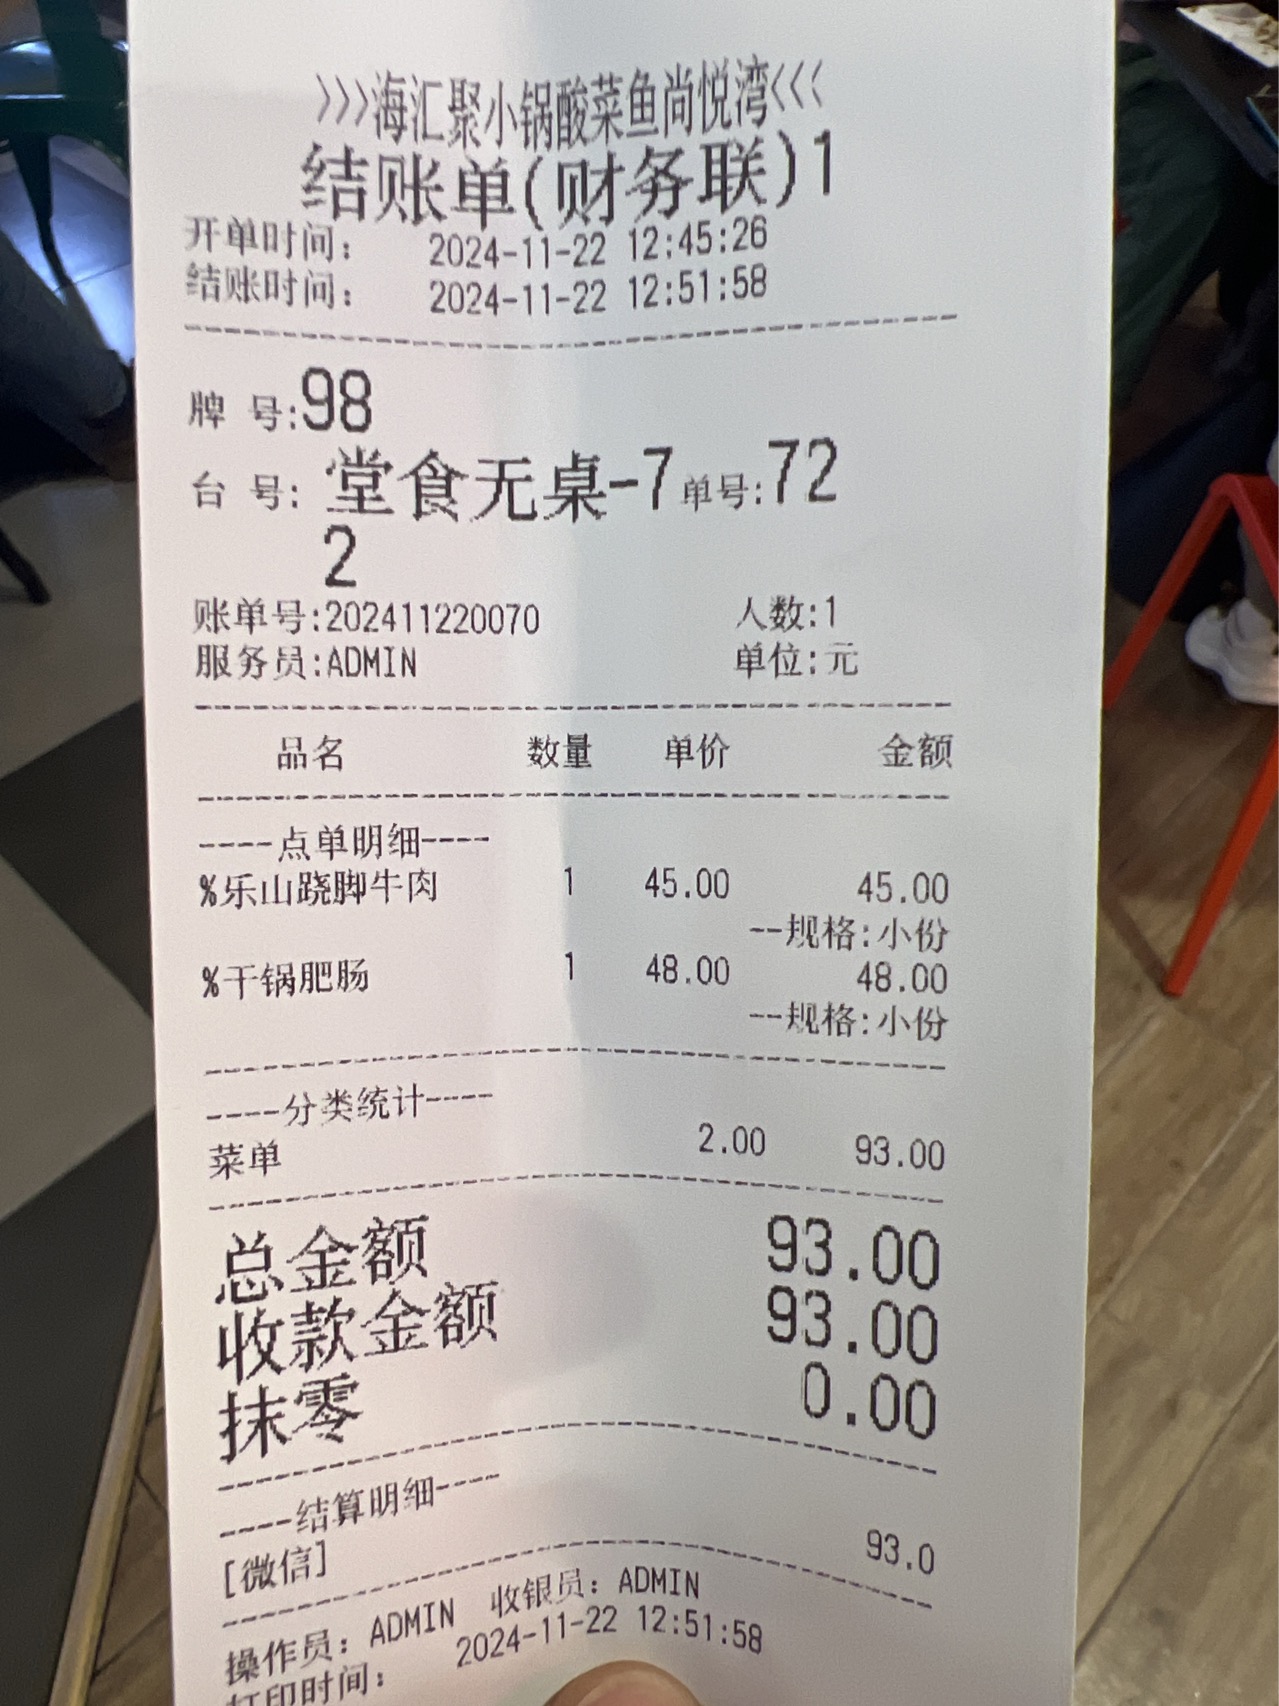 >>>海汇聚小锅酸菜鱼尚悦湾<<<
结账单(财务联)1
开单时间： 2024-11-22 12:45:26
结账时间： 2024-11-22 12:51:58
牌 号:98
台 号: 堂食无桌-7 单号:72
2
账单号:202411220070 人数:1
服务员:ADMIN 单位:元
品名 数量 单价 金额
----点单明细----
%乐山跷脚牛肉 1 45.00 45.00
--规格:小份
%干锅肥肠 1 48.00 48.00
--规格:小份
----分类统计----
菜单 2.00 93.00
总金额 93.00
收款金额 93.00
抹零 0.00
----结算明细----
[微信] 93.0
操作员：ADMIN 收银员：ADMIN
打印时间： 2024-11-22 12:51:58